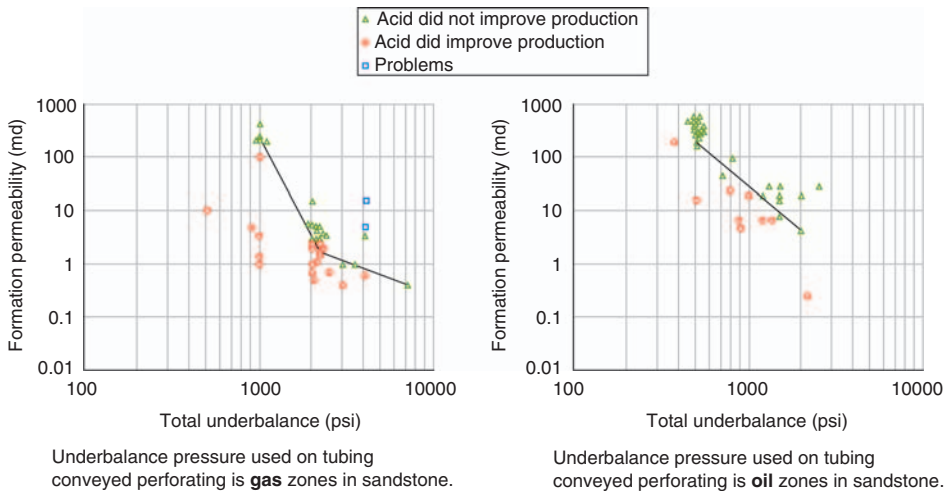 Acid did not improve production
Acid did improve production
Problems
Formation permeability (md)
1000
100
10
1
0.1
0.01
100
1000
10000
Total underbalance (psi)
Underbalance pressure used on tubing
conveyed perforating is gas zones in sandstone.
Formation permeability (md)
1000
100
10
1
0.1
0.01
100
1000
10000
Total underbalance (psi)
Underbalance pressure used on tubing
conveyed perforating is oil zones in sandstone.